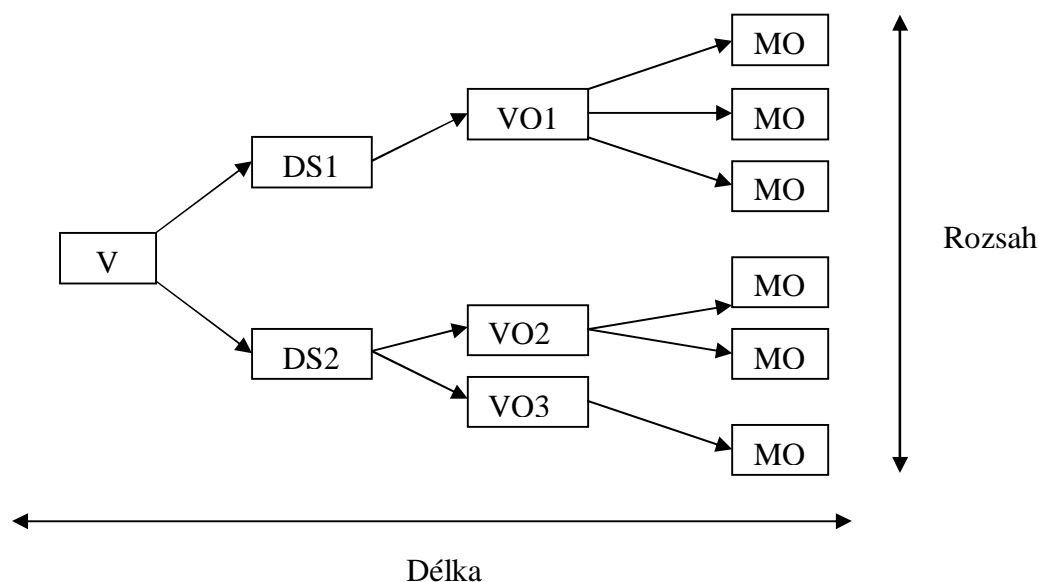 MO
VO1
MO
DS1
MO
V
Rozsah
MO
VO2
DS2
MO
VO3
MO
Délka